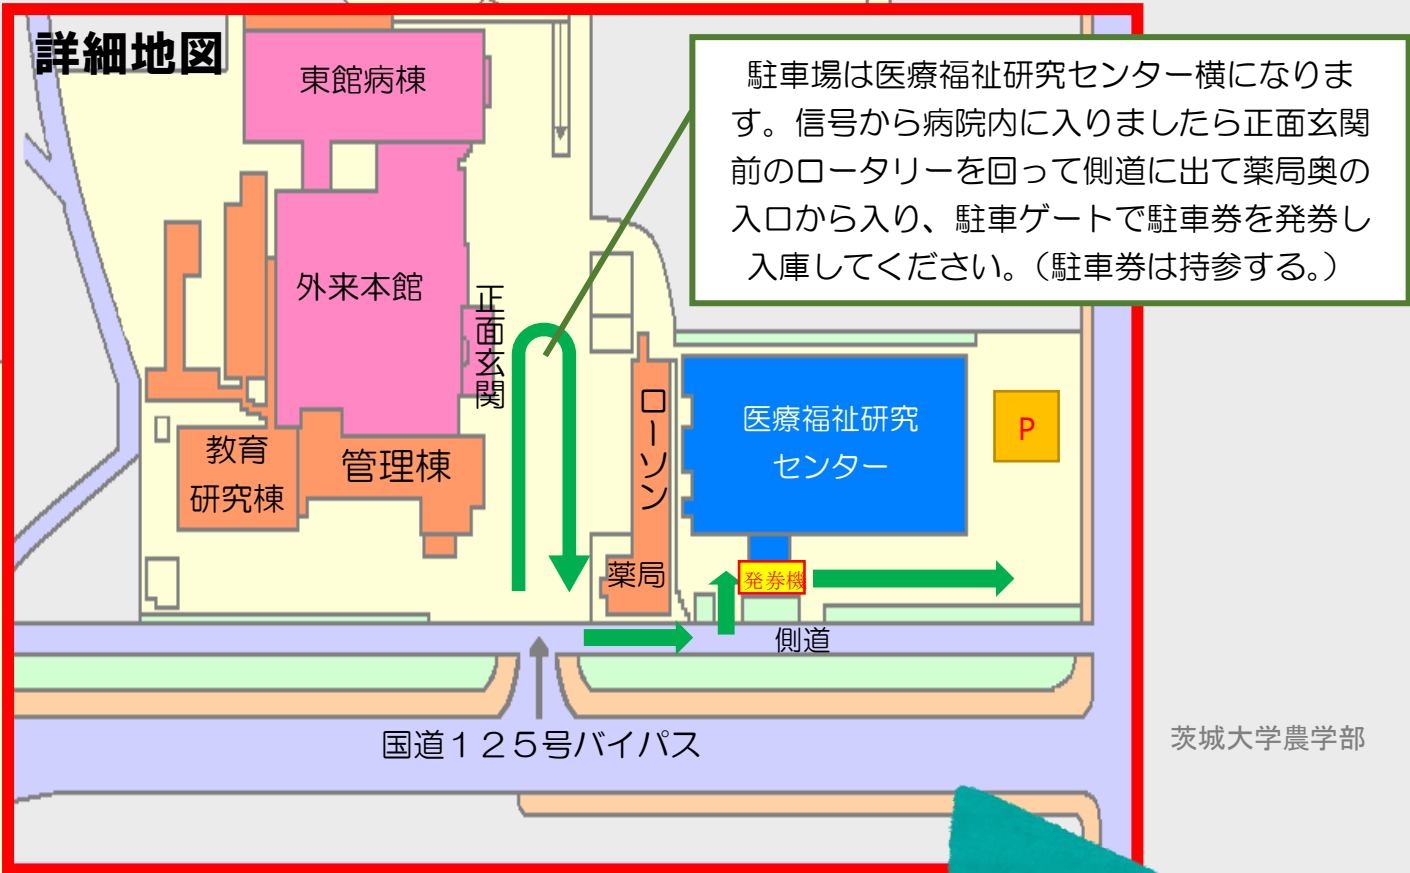 詳細地図
東館病棟
駐車場は医療福祉研究センター横になりま
す。信号から病院内に入りましたら正面玄関
前のロータリーを回って側道に出て薬局奥の
入口から入り、駐車ゲートで駐車券を発券し
入庫してください。（駐車券は持参する。）
外来本館
正面玄関
ローソン
医療福祉研究
センター
P
教育
研究棟
管理棟
薬局
発券機
側道
国道１２５号バイパス
茨城大学農学部